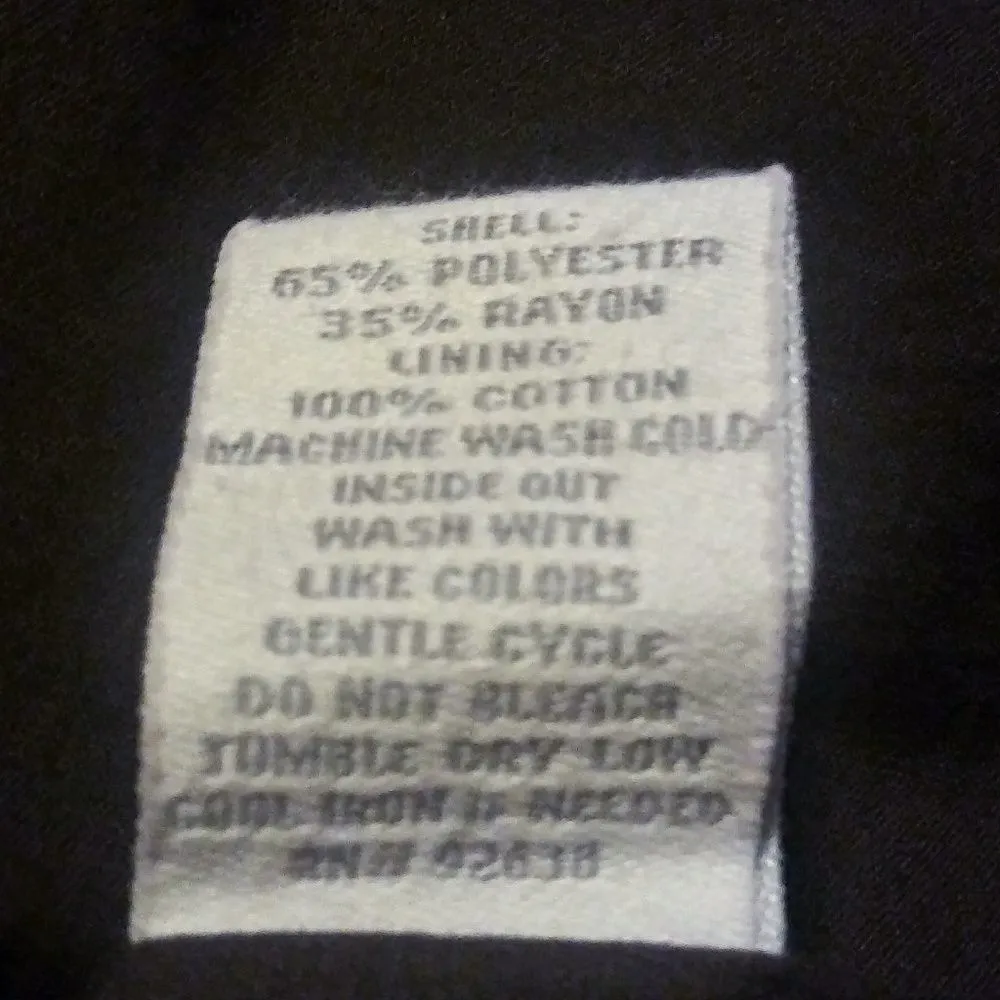 SHELL:
65% POLYESTER
35% RAYON
LINING:
100% COTTON
MACHINE WASH COLD
INSIDE OUT
WASH WITH
LIKE COLORS
GENTLE CYCLE
DO NOT BLEACH
TUMBLE DRY LOW
COOL IRON IF NEEDED
RN#